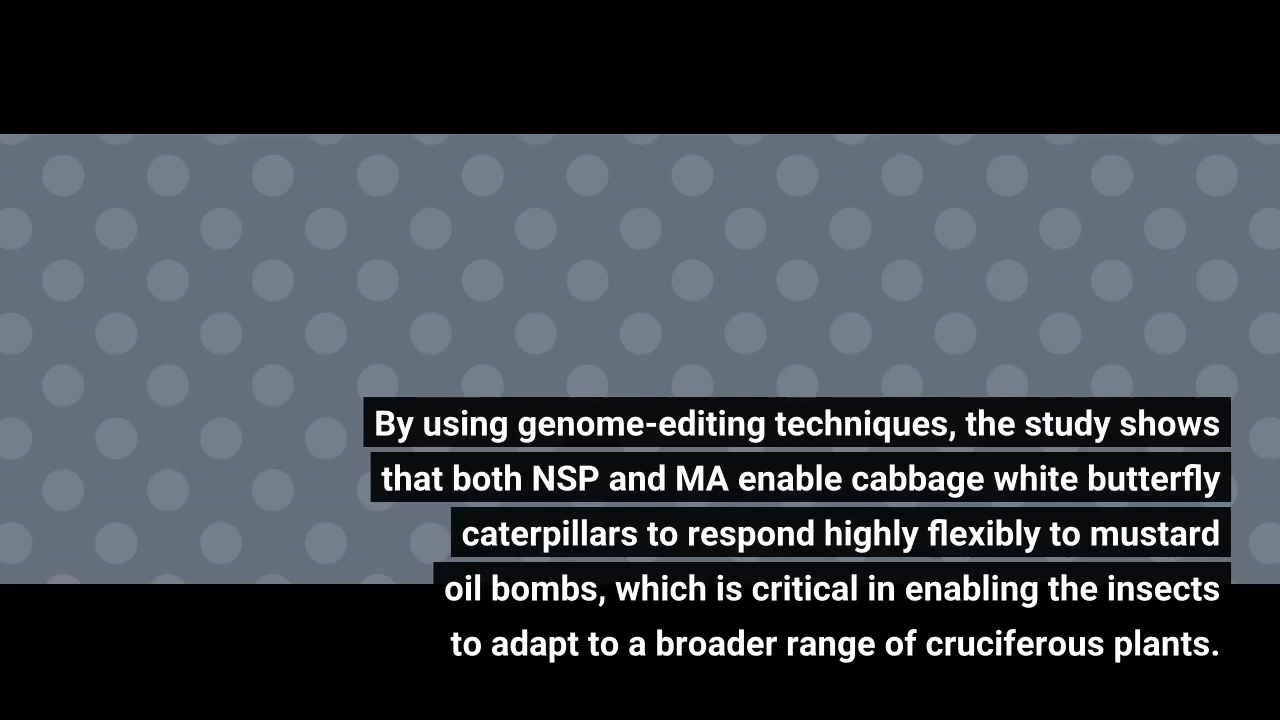 By using genome-editing techniques, the study shows
that both NSP and MA enable cabbage white butterfly
caterpillars to respond highly flexibly to mustard
oil bombs, which is critical in enabling the insects
to adapt to a broader range of cruciferous plants.